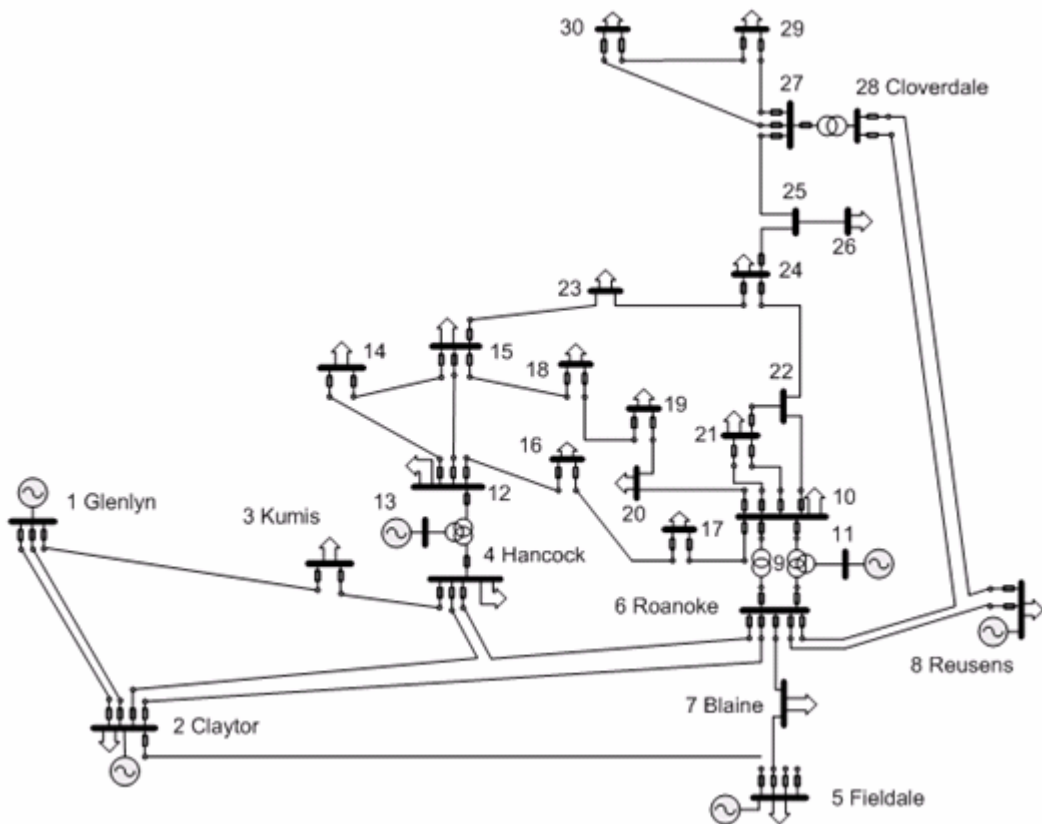 30
29
27
28 Cloverdale
25
26
24
23
14
15
18
22
19
21
16
1 Glenlyn
13
12
20
10
3 Kumis
17
11
4 Hancock
9
6 Roanoke
8 Reusens
7 Blaine
2 Claytor
5 Fieldale